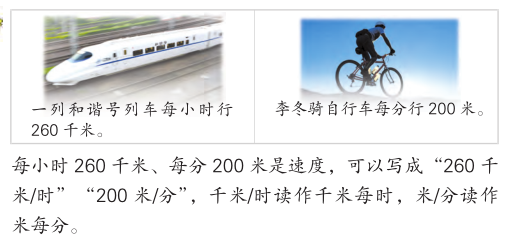 一列和谐号列车每小时行
260 千米。
李冬骑自行车每分行 200 米。
每小时 260 千米、每分 200 米是速度，可以写成“260 千
米/时”“200 米/分”，千米/时读作千米每时，米/分读作
米每分。